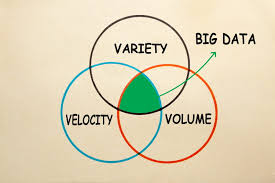 BIG DATA
VARIETY
VELOCITY
VOLUME